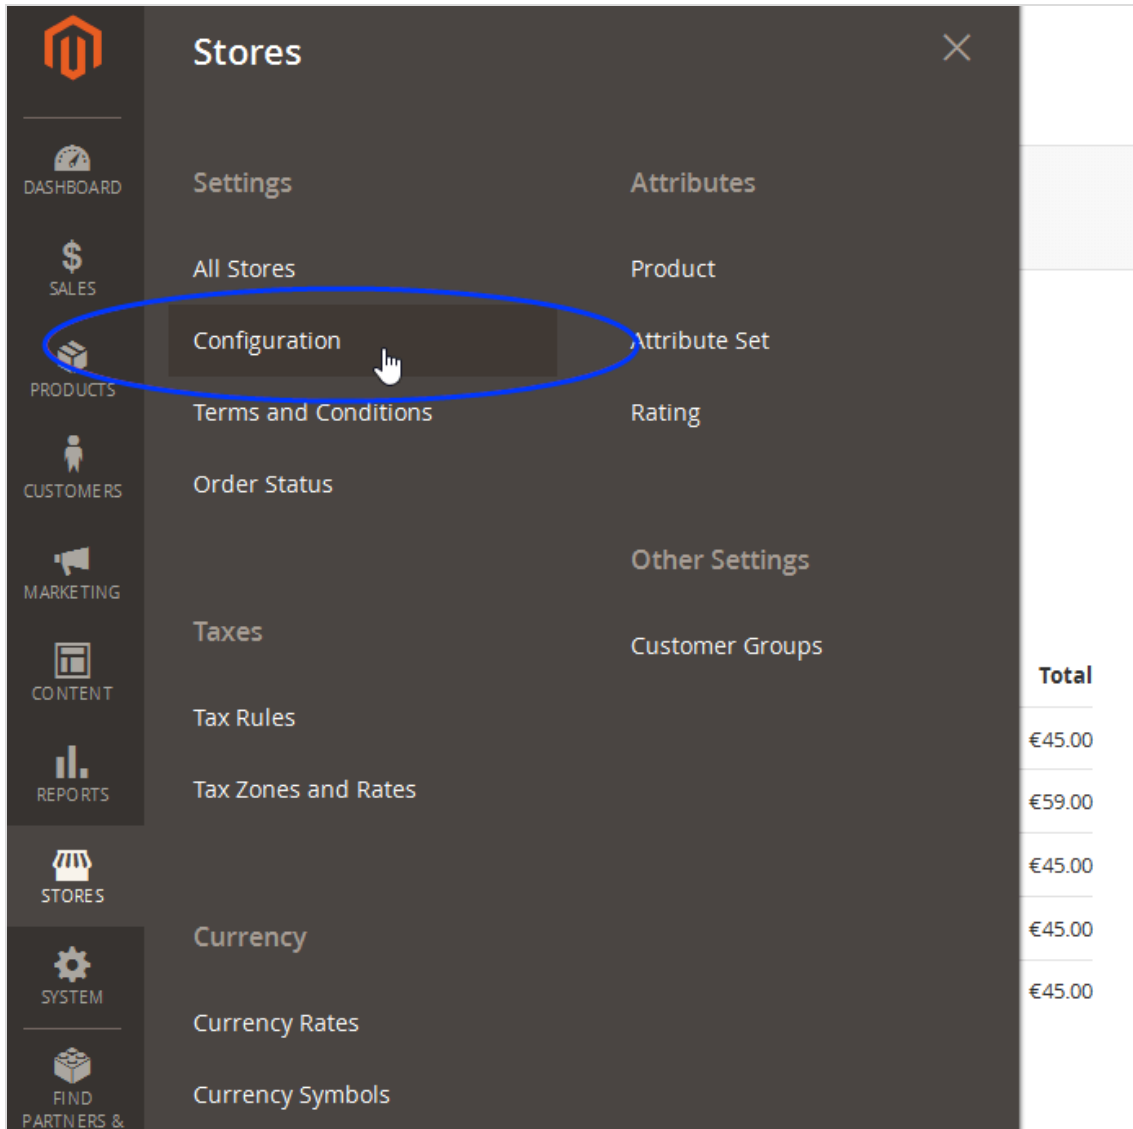 DASHBOARD
SALES
PRODUCTS
CUSTOMERS
MARKETING
CONTENT
REPORTS
STORES
SYSTEM
FIND
PARTNERS &
Stores
Settings
All Stores
Configuration
Terms and Conditions
Order Status
Taxes
Tax Rules
Tax Zones and Rates
Currency
Currency Rates
Currency Symbols
Attributes
Product
Attribute Set
Rating
Other Settings
Customer Groups
Total
€45.00
€59.00
€45.00
€45.00
€45.00